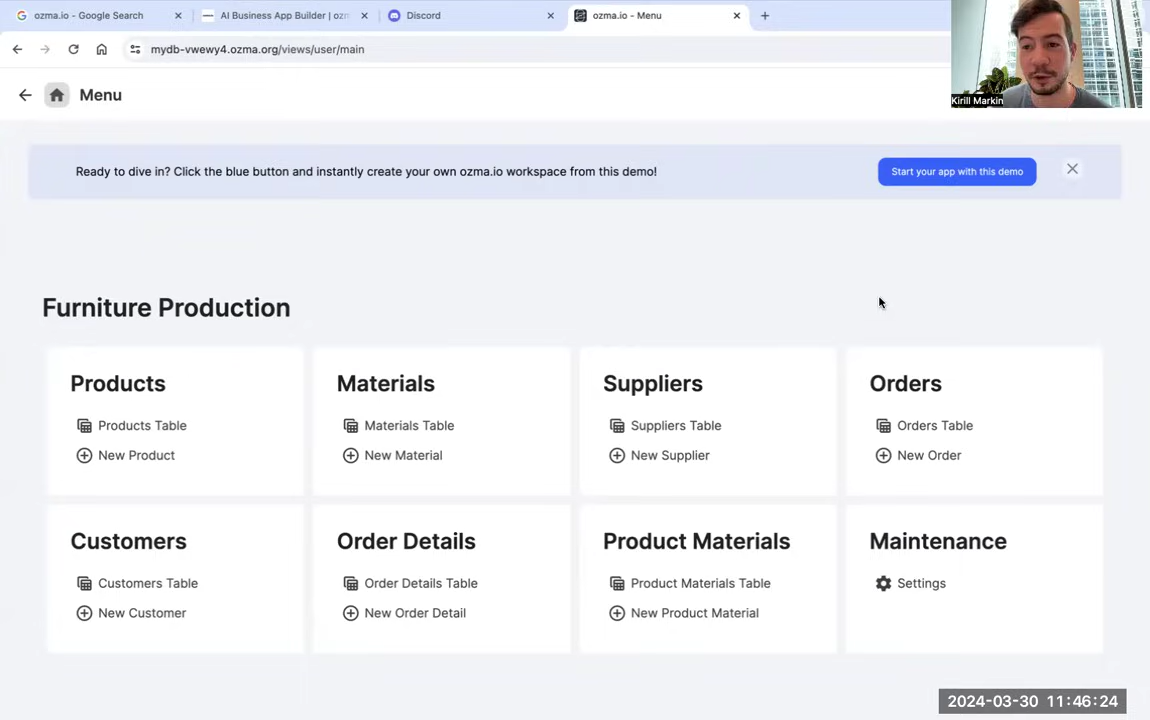 ozma.io - Google Search
AI Business App Builder | ozm
Discord
ozma.io - Menu
mydb-vwewy4.ozma.org/views/user/main
Menu
Kirill Markin
Ready to dive in? Click the blue button and instantly create your own ozma.io workspace from this demo!
Start your app with this demo
Furniture Production
Products
Products Table
New Product
Materials
Materials Table
New Material
Suppliers
Suppliers Table
New Supplier
Orders
Orders Table
New Order
Customers
Customers Table
New Customer
Order Details
Order Details Table
New Order Detail
Product Materials
Product Materials Table
New Product Material
Maintenance
Settings
2024-03-30 11:46:24